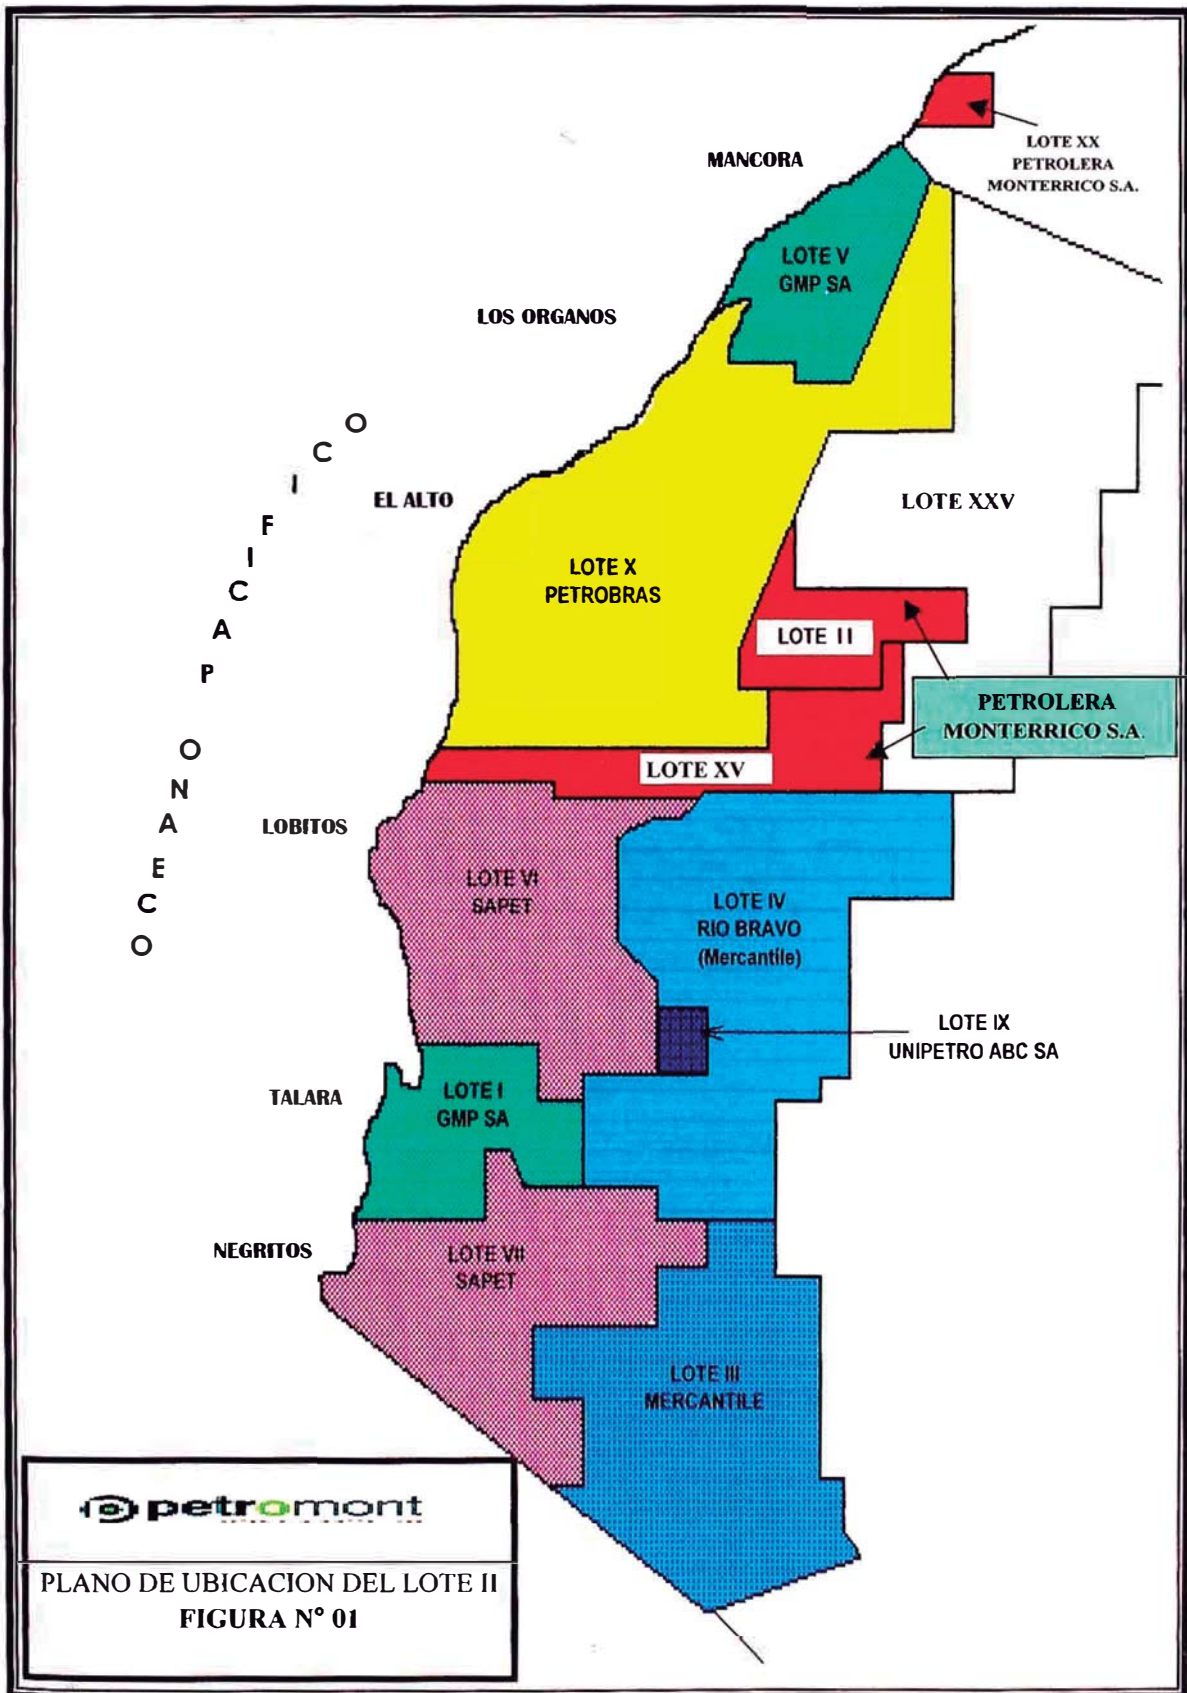 LOTE XX
PETROLERA
MONTERRICO S.A.
MANCORA
LOTE V
GMP SA
LOS ORGANOS
OCEANO PACIFICO
EL ALTO
LOTE XXV
LOTE X
PETROBRAS
LOTE II
PETROLERA
MONTERRICO S.A.
LOTE XV
LOBITOS
LOTE VI
SAPET
LOTE IV
RIO BRAVO
(Mercantile)
LOTE IX
UNIPETRO ABC SA
TALARA
LOTE I
GMP SA
NEGRITOS
LOTE VII
SAPET
LOTE III
MERCANTILE
petromont
PLANO DE UBICACION DEL LOTE II
FIGURA N° 01